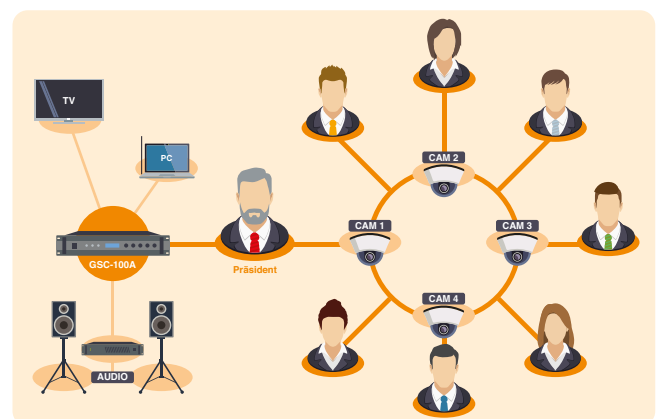 TV
PC
GSC-100A
AUDIO
Präsident
CAM 1
CAM 2
CAM 3
CAM 4